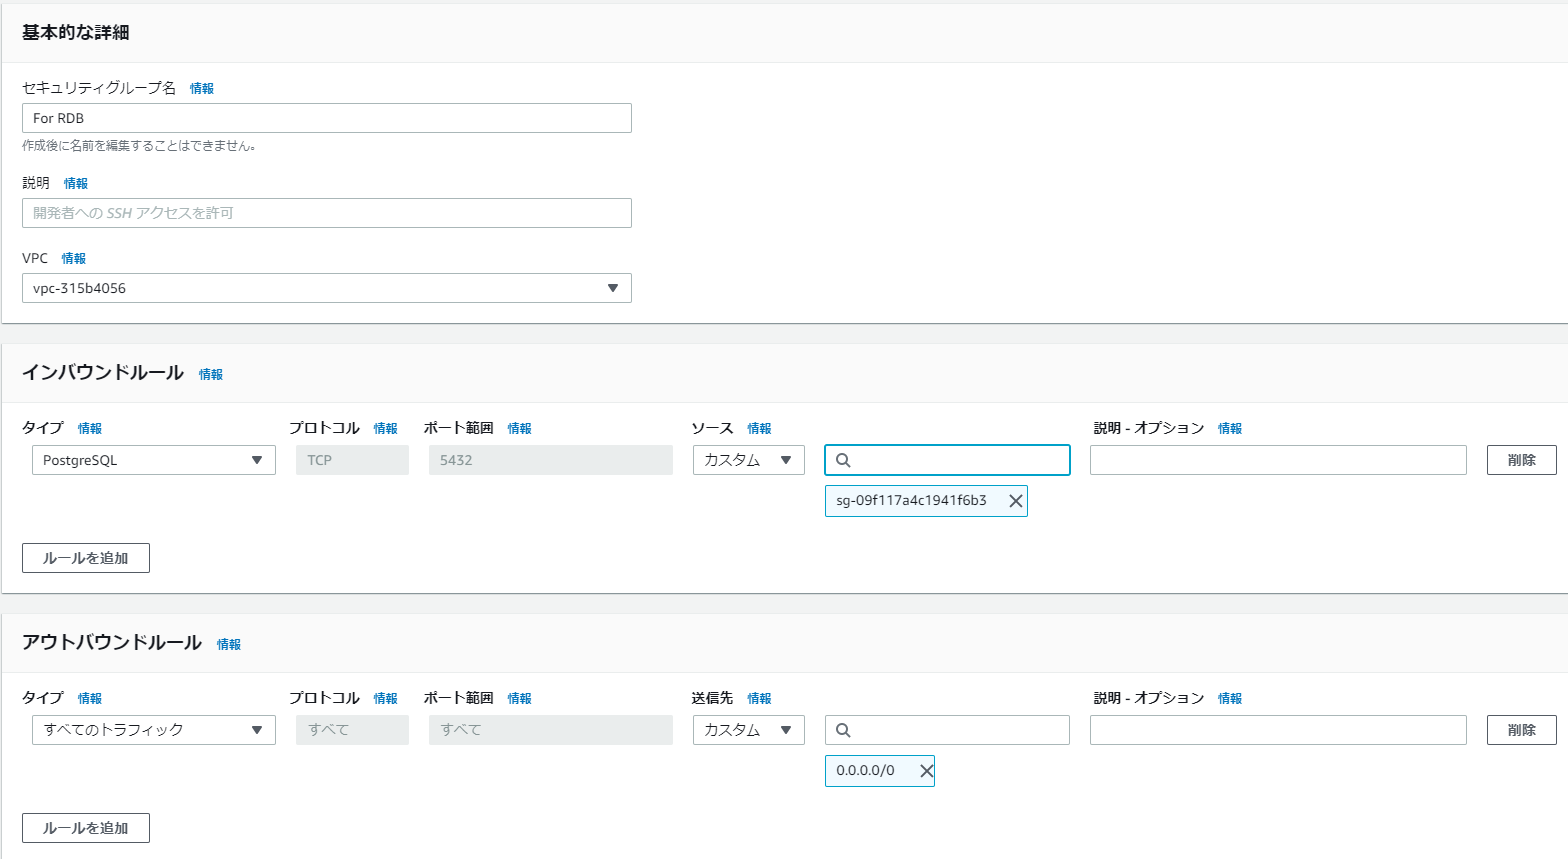 基本的な詳細
セキュリティグループ名 情報
For RDB
作成後に名前を編集することはできません。
説明 情報
開発者への SSH アクセスを許可
VPC 情報
vpc-315b4056
インバウンドルール 情報
タイプ 情報 プロトコル 情報 ポート範囲 情報 ソース 情報 説明 - オプション 情報
PostgreSQL TCP 5432 カスタム 削除
sg-09f117a4c1941f6b3
ルールを追加
アウトバウンドルール 情報
タイプ 情報 プロトコル 情報 ポート範囲 情報 送信先 情報 説明 - オプション 情報
すべてのトラフィック すべて すべて カスタム 削除
0.0.0.0/0
ルールを追加